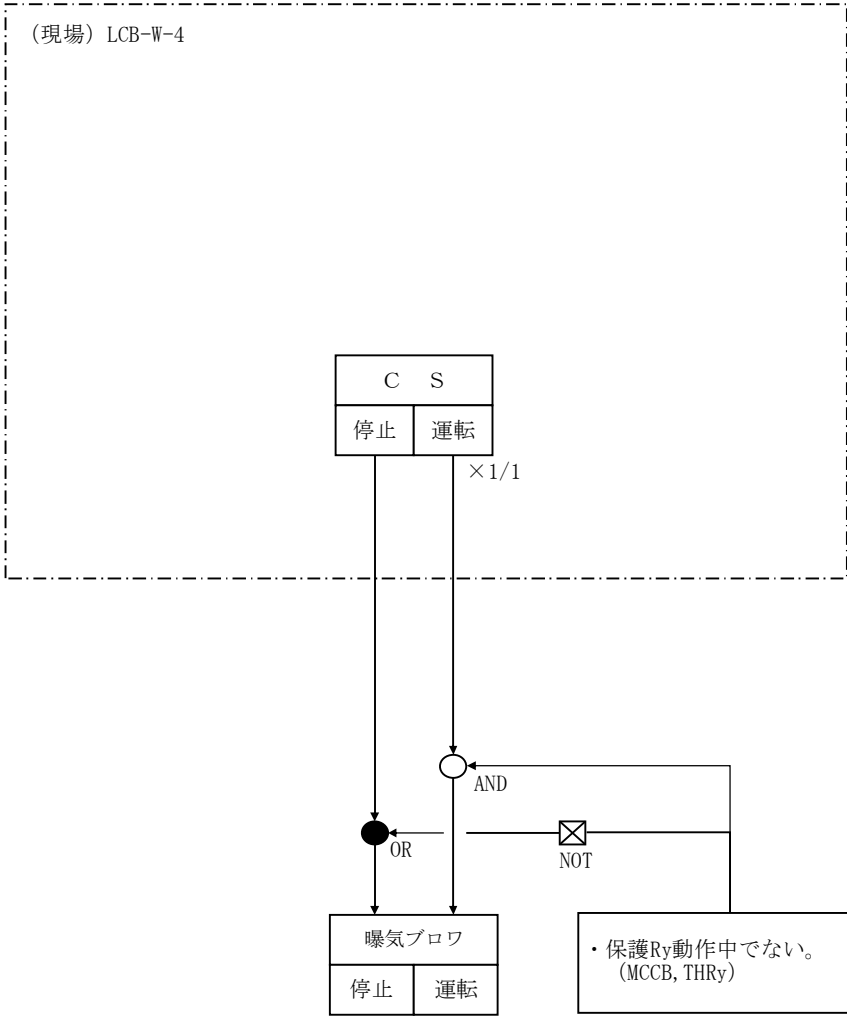 （現場）LCB-W-4
Ｃ　Ｓ
停止 運転
×1/1
AND
OR
NOT
曝気ブロワ
停止 運転
・保護Ry動作中でない。
（MCCB,THRy）